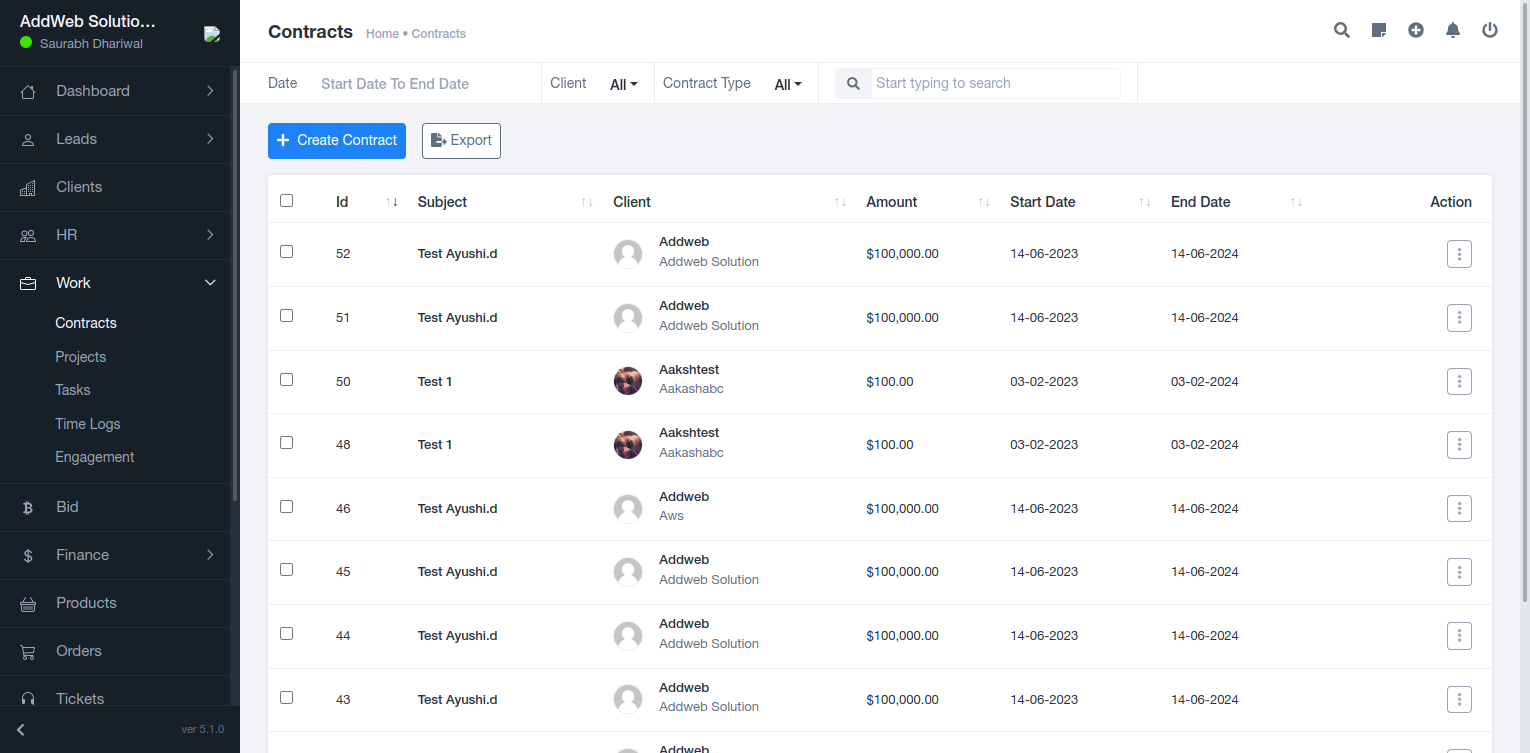 AddWeb Solutio...
Saurabh Dhariwal
Dashboard
Leads
Clients
HR
Work
Contracts
Projects
Tasks
Time Logs
Engagement
Bid
Finance
Products
Orders
Tickets
ver 5.1.0
Contracts Home • Contracts
Date Start Date To End Date Client All Contract Type All Start typing to search
Create Contract Export
Id Subject Client Amount Start Date End Date Action
52 Test Ayushi.d Addweb $100,000.00 14-06-2023 14-06-2024
Addweb Solution
51 Test Ayushi.d Addweb $100,000.00 14-06-2023 14-06-2024
Addweb Solution
50 Test 1 Aakshtest $100.00 03-02-2023 03-02-2024
Aakashabc
48 Test 1 Aakshtest $100.00 03-02-2023 03-02-2024
Aakashabc
46 Test Ayushi.d Addweb $100,000.00 14-06-2023 14-06-2024
Aws
45 Test Ayushi.d Addweb $100,000.00 14-06-2023 14-06-2024
Addweb Solution
44 Test Ayushi.d Addweb $100,000.00 14-06-2023 14-06-2024
Addweb Solution
43 Test Ayushi.d Addweb $100,000.00 14-06-2023 14-06-2024
Addweb Solution
Addweb